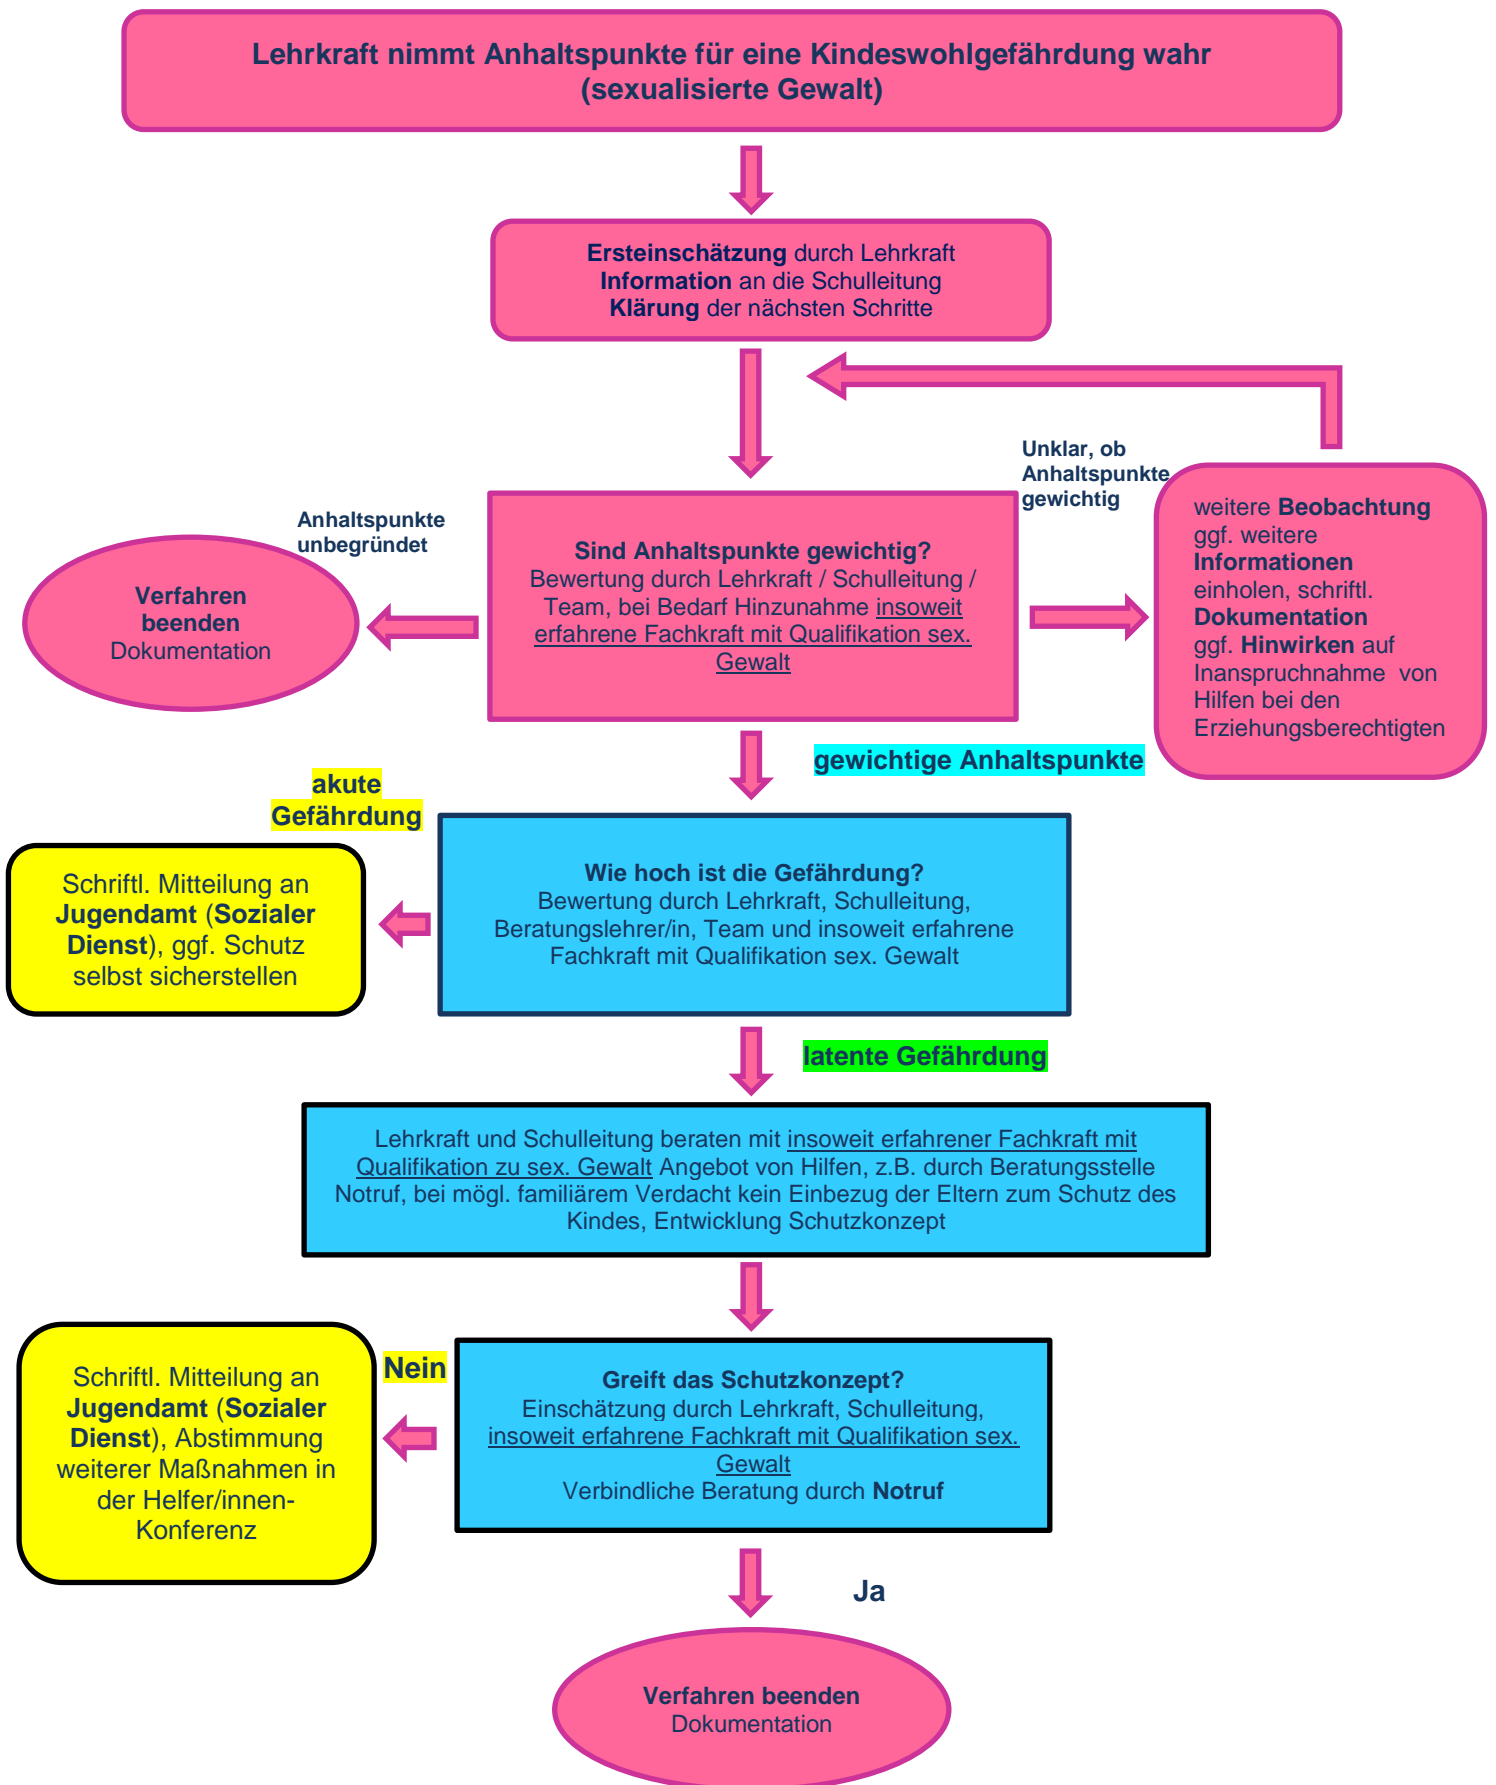 Lehrkraft nimmt Anhaltspunkte für eine Kindeswohlgefährdung wahr
(sexualisierte Gewalt)
Ersteinschätzung durch Lehrkraft
Information an die Schulleitung
Klärung der nächsten Schritte
Unklar, ob
Anhaltspunkte
gewichtig
weitere Beobachtung
ggf. weitere
Informationen
einholen, schriftl.
Dokumentation
ggf. Hinwirken auf
Inanspruchnahme von
Hilfen bei den
Erziehungsberechtigten
Anhaltspunkte
unbegründet
Sind Anhaltspunkte gewichtig?
Bewertung durch Lehrkraft / Schulleitung /
Team, bei Bedarf Hinzunahme insoweit
erfahrene Fachkraft mit Qualifikation sex.
Gewalt
Verfahren
beenden
Dokumentation
gewichtige Anhaltspunkte
akute
Gefährdung
Wie hoch ist die Gefährdung?
Bewertung durch Lehrkraft, Schulleitung,
Beratungslehrer/in, Team und insoweit erfahrene
Fachkraft mit Qualifikation sex. Gewalt
Schriftl. Mitteilung an
Jugendamt (Sozialer
Dienst), ggf. Schutz
selbst sicherstellen
latente Gefährdung
Lehrkraft und Schulleitung beraten mit insoweit erfahrener Fachkraft mit
Qualifikation zu sex. Gewalt Angebot von Hilfen, z.B. durch Beratungsstelle
Notruf, bei mögl. familiärem Verdacht kein Einbezug der Eltern zum Schutz des
Kindes, Entwicklung Schutzkonzept
Nein
Schriftl. Mitteilung an
Jugendamt (Sozialer
Dienst), Abstimmung
weiterer Maßnahmen in
der Helfer/innen-
Konferenz
Greift das Schutzkonzept?
Einschätzung durch Lehrkraft, Schulleitung,
insoweit erfahrene Fachkraft mit Qualifikation sex.
Gewalt
Verbindliche Beratung durch Notruf
Ja
Verfahren beenden
Dokumentation